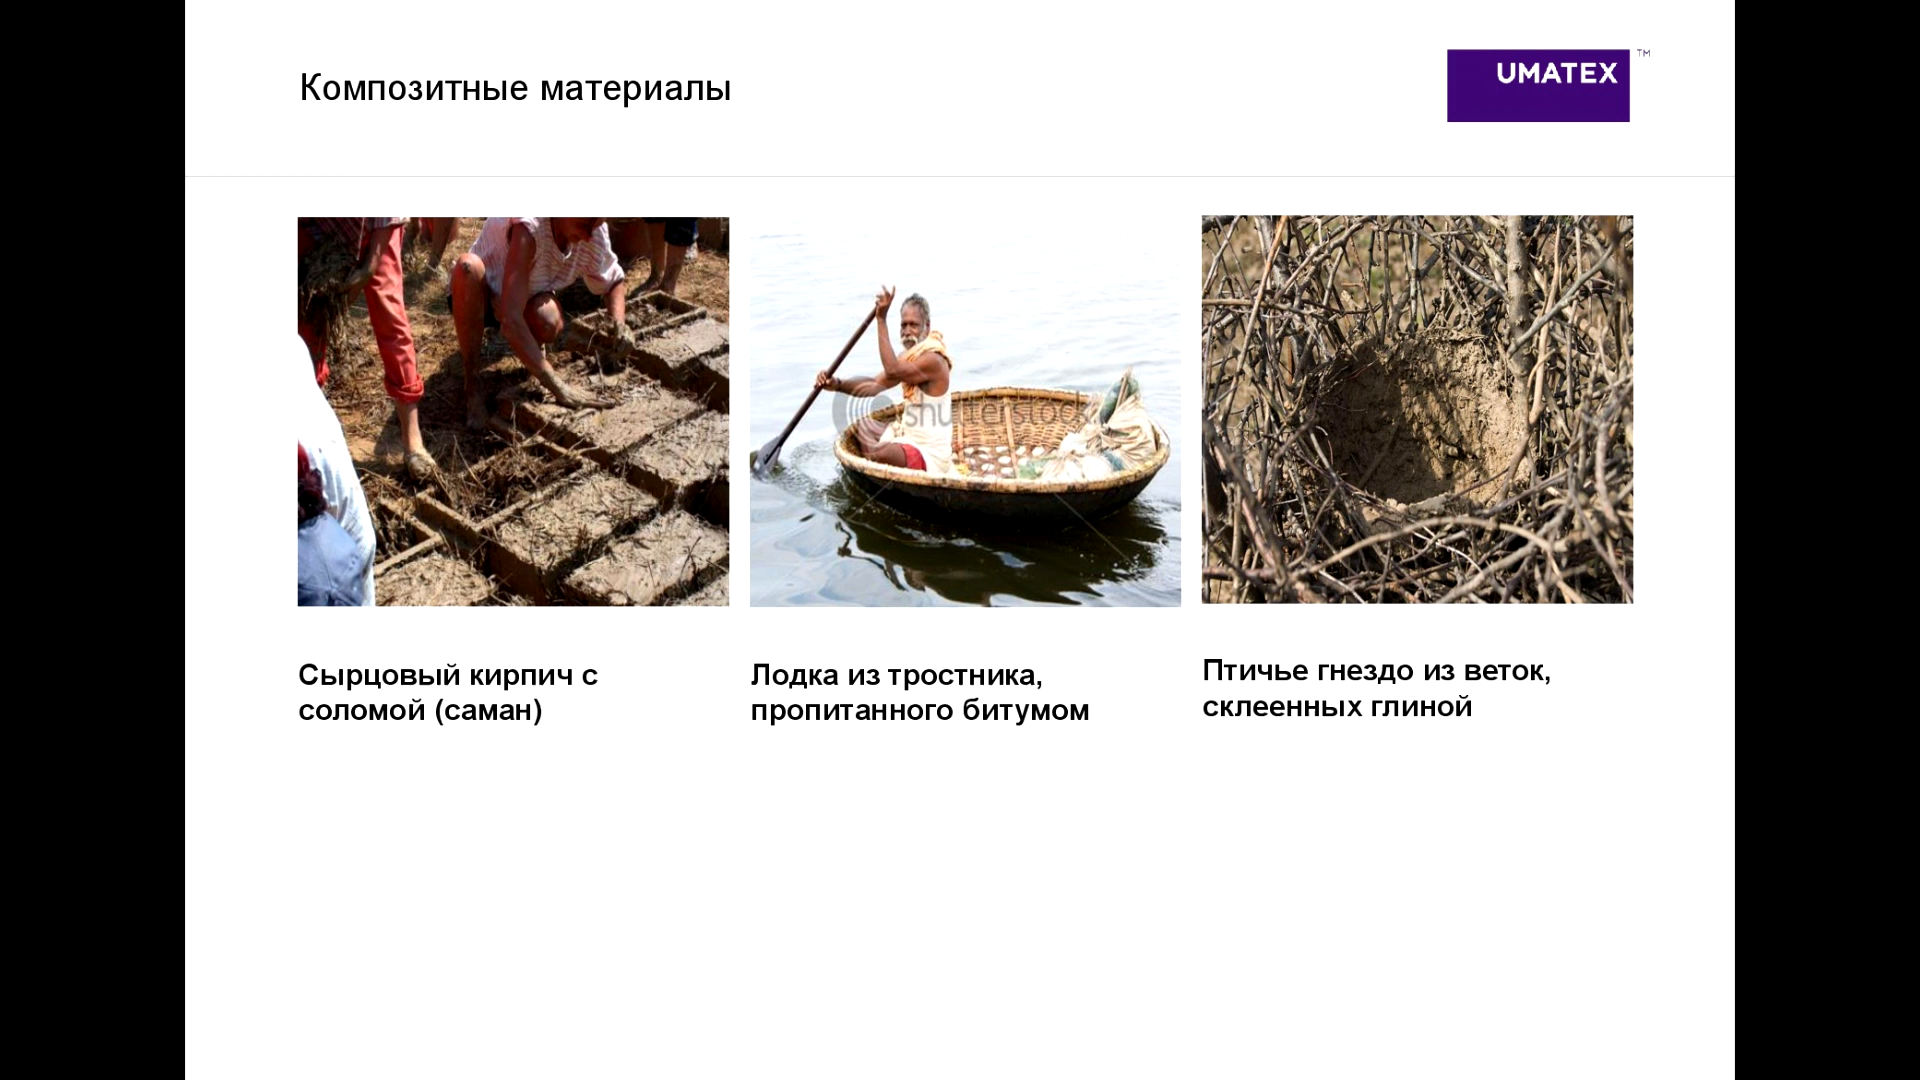 Композитные материалы
UMATEX
TM
shutterstock
Сырцовый кирпич с
соломой (саман)
Лодка из тростника,
пропитанного битумом
Птичье гнездо из веток,
склеенных глиной